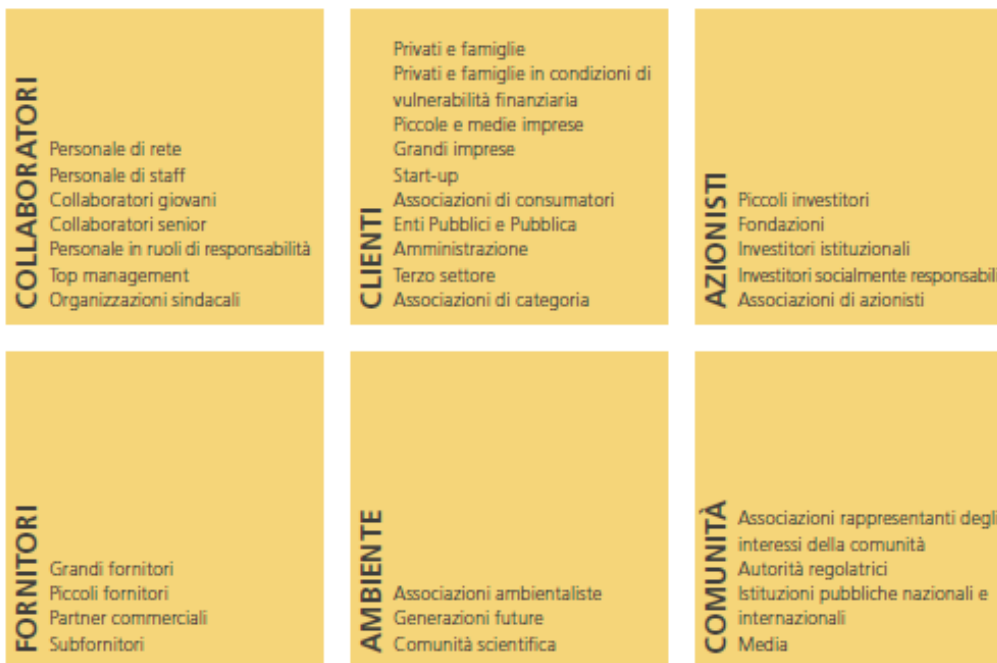 COLLABORATORI
Personale di rete
Personale di staff
Collaboratori giovani
Collaboratori senior
Personale in ruoli di responsabilità
Top management
Organizzazioni sindacali
CLIENTI
Privati e famiglie
Privati e famiglie in condizioni di
vulnerabilità finanziaria
Piccole e medie imprese
Grandi imprese
Start-up
Associazioni di consumatori
Enti Pubblici e Pubblica
Amministrazione
Terzo settore
Associazioni di categoria
AZIONISTI
Piccoli investitori
Fondazioni
Investitori istituzionali
Investitori socialmente responsabili
Associazioni di azionisti
FORNITORI
Grandi fornitori
Piccoli fornitori
Partner commerciali
Subfornitori
AMBIENTE
Associazioni ambientaliste
Generazioni future
Comunità scientifica
COMUNITÀ
Associazioni rappresentanti degli
interessi della comunità
Autorità regolatrici
Istituzioni pubbliche nazionali e
internazionali
Media